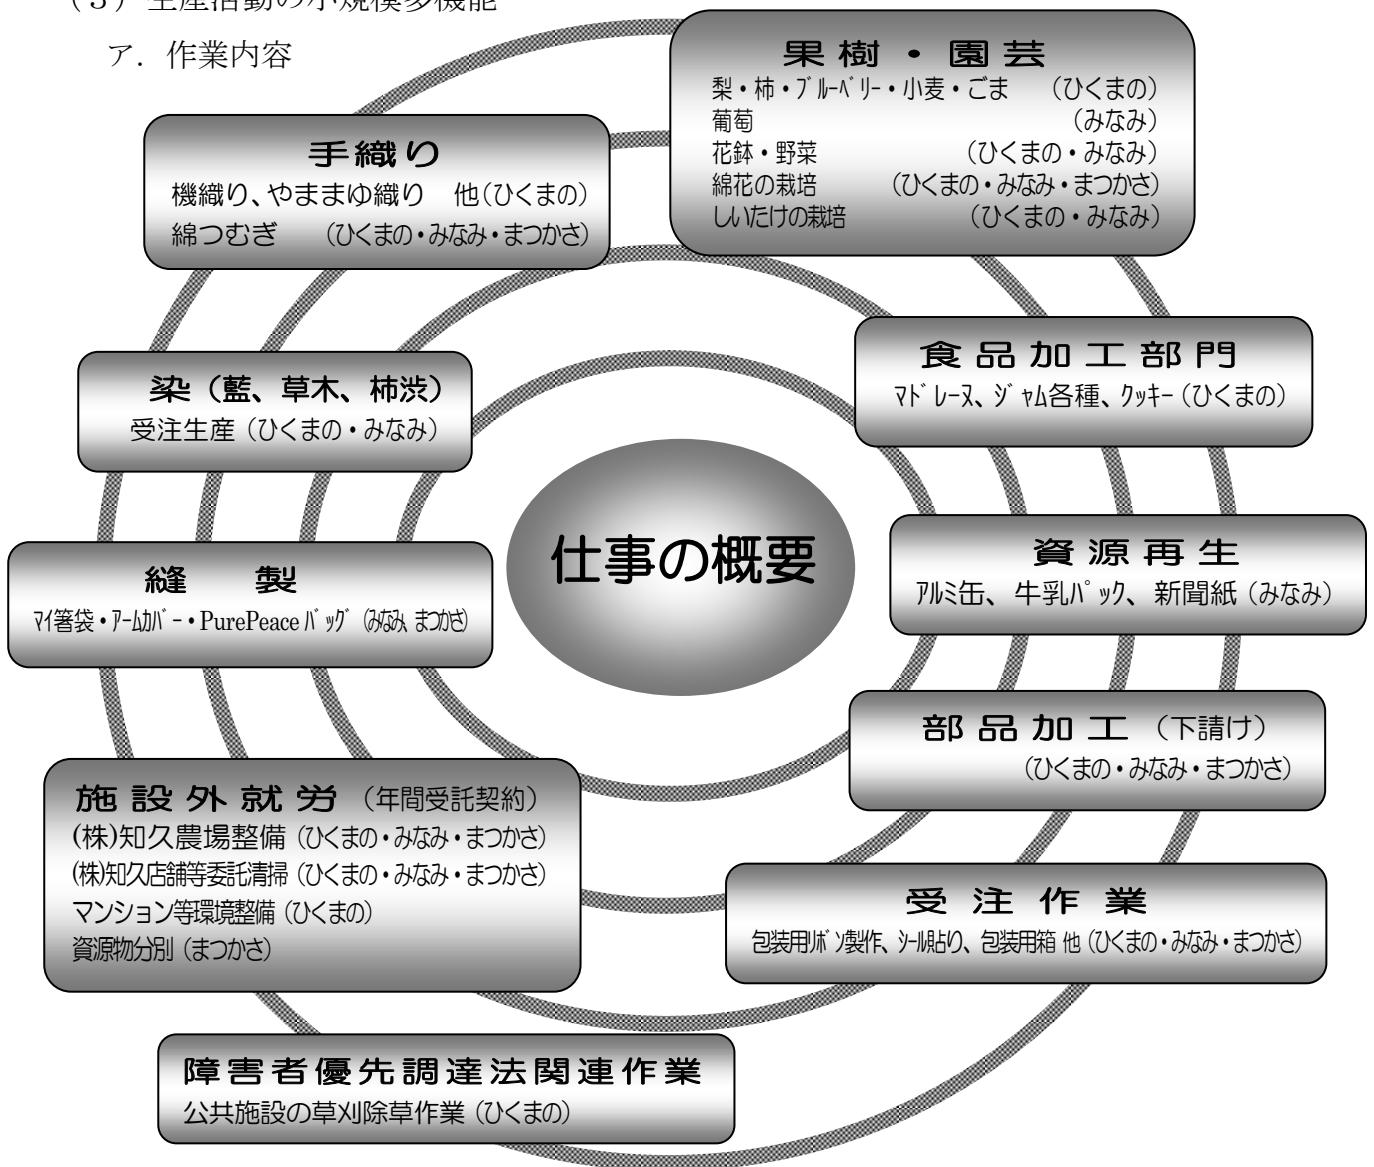 (3) 生産活動の小規模多機能
ア．作業内容
果樹・園芸
梨・柿・ブルーベリー・小麦・ごま （ひくまの）
葡萄 （みなみ）
花鉢・野菜 （ひくまの・みなみ）
綿花の栽培 （ひくまの・みなみ・まつかさ）
しいたけの栽培 （ひくまの・みなみ）
手織り
機織り、やままゆ織り 他（ひくまの）
綿つむぎ （ひくまの・みなみ・まつかさ）
食品加工部門
マドレーヌ、ジャム各種、クッキー（ひくまの）
染（藍、草木、柿渋）
受注生産（ひくまの・みなみ）
仕事の概要
資源再生
アルミ缶、牛乳パック、新聞紙（みなみ）
縫 製
マイ箸袋・アームカバー・PurePeaceバッグ（みなみ、まつかさ）
部品加工（下請け）
（ひくまの・みなみ・まつかさ）
施設外就労（年間受託契約）
(株)知久農場整備（ひくまの・みなみ・まつかさ）
(株)知久店舗等委託清掃（ひくまの・みなみ・まつかさ）
マンション等環境整備（ひくまの）
資源物分別（まつかさ）
受注作業
包装用リボン製作、シール貼り、包装用箱 他（ひくまの・みなみ・まつかさ）
障害者優先調達法関連作業
公共施設の草刈除草作業（ひくまの）